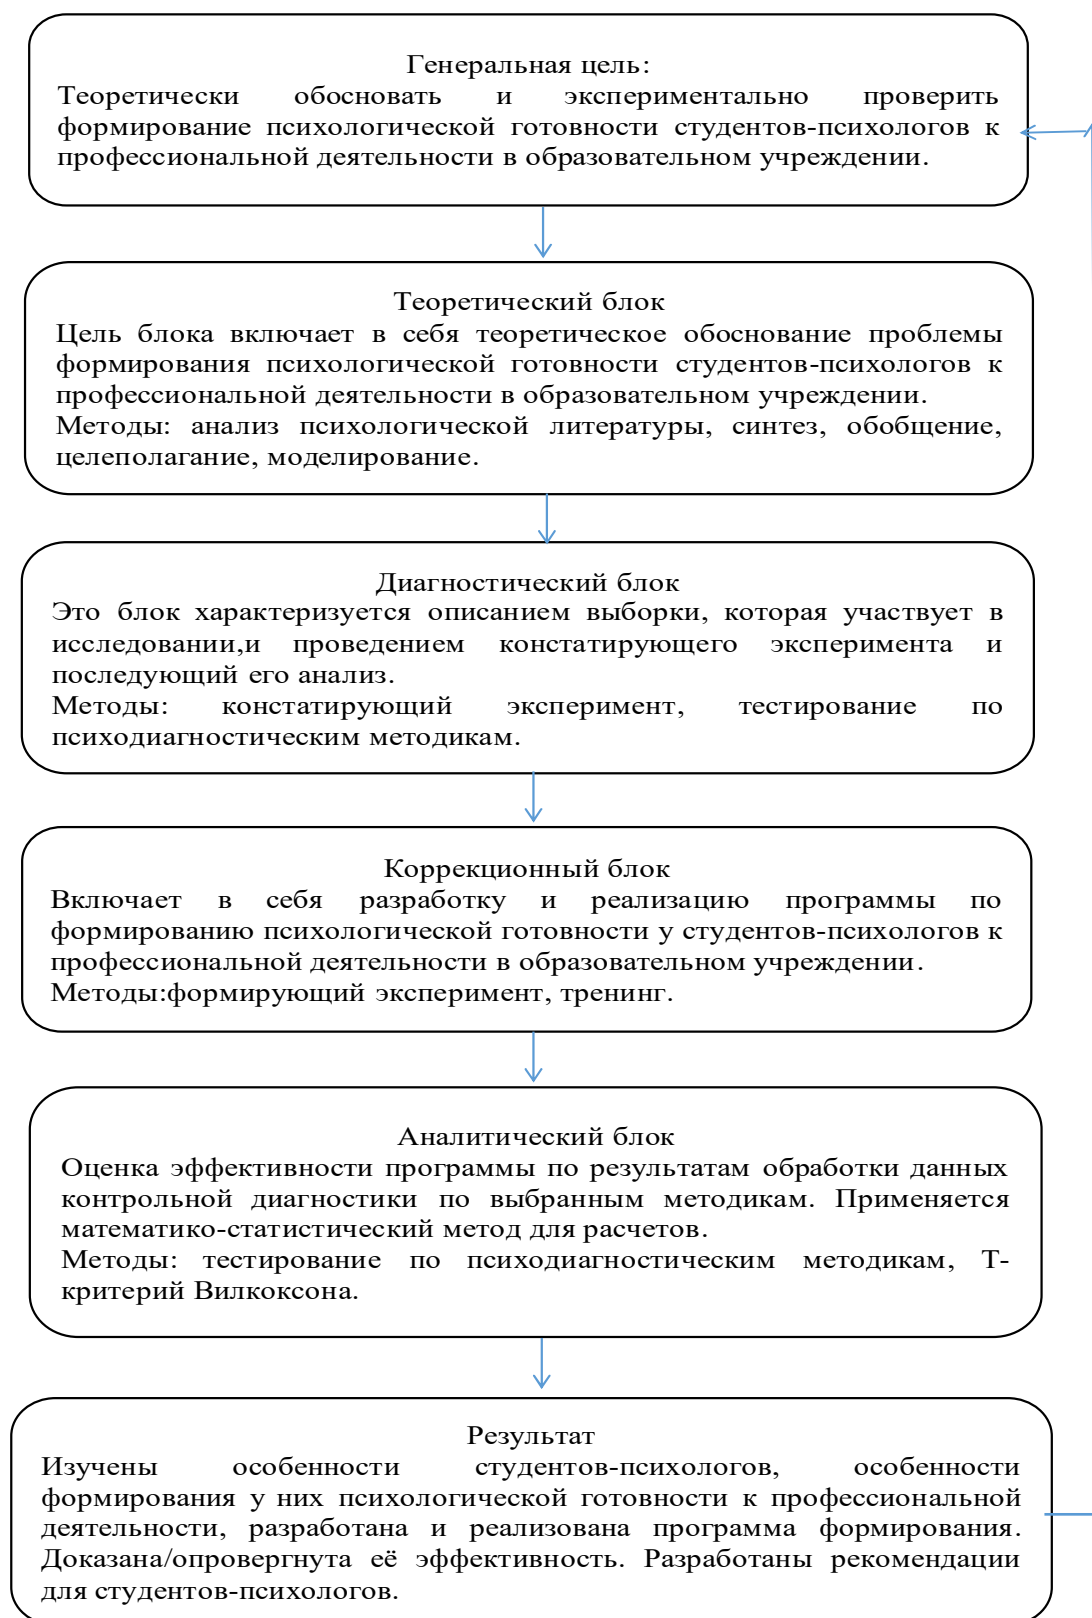 Генеральная цель:
Теоретически обосновать и экспериментально проверить
формирование психологической готовности студентов-психологов к
профессиональной деятельности в образовательном учреждении.
Теоретический блок
Цель блока включает в себя теоретическое обоснование проблемы
формирования психологической готовности студентов-психологов к
профессиональной деятельности в образовательном учреждении.
Методы: анализ психологической литературы, синтез, обобщение,
целеполагание, моделирование.
Диагностический блок
Это блок характеризуется описанием выборки, которая участвует в
исследовании,и проведением констатирующего эксперимента и
последующий его анализ.
Методы: констатирующий эксперимент, тестирование по
психодиагностическим методикам.
Коррекционный блок
Включает в себя разработку и реализацию программы по
формированию психологической готовности у студентов-психологов к
профессиональной деятельности в образовательном учреждении.
Методы:формирующий эксперимент, тренинг.
Аналитический блок
Оценка эффективности программы по результатам обработки данных
контрольной диагностики по выбранным методикам. Применяется
математико-статистический метод для расчетов.
Методы: тестирование по психодиагностическим методикам, Т-
критерий Вилкоксона.
Результат
Изучены особенности студентов-психологов, особенности
формирования у них психологической готовности к профессиональной
деятельности, разработана и реализована программа формирования.
Доказана/опровергнута её эффективность. Разработаны рекомендации
для студентов-психологов.